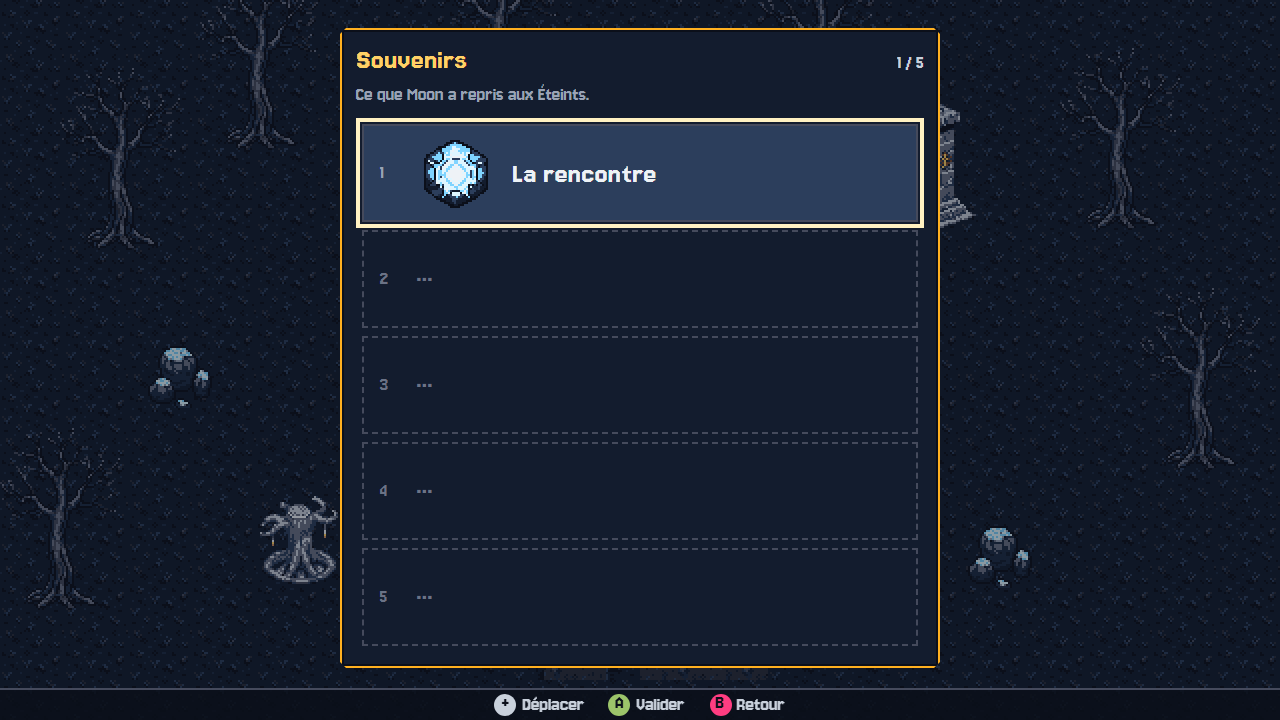 Souvenirs
1 / 5
Ce que Moon a repris aux Éteints.
1 La rencontre
2 ...
3 ...
4 ...
5 ...
+ Déplacer A Valider B Retour